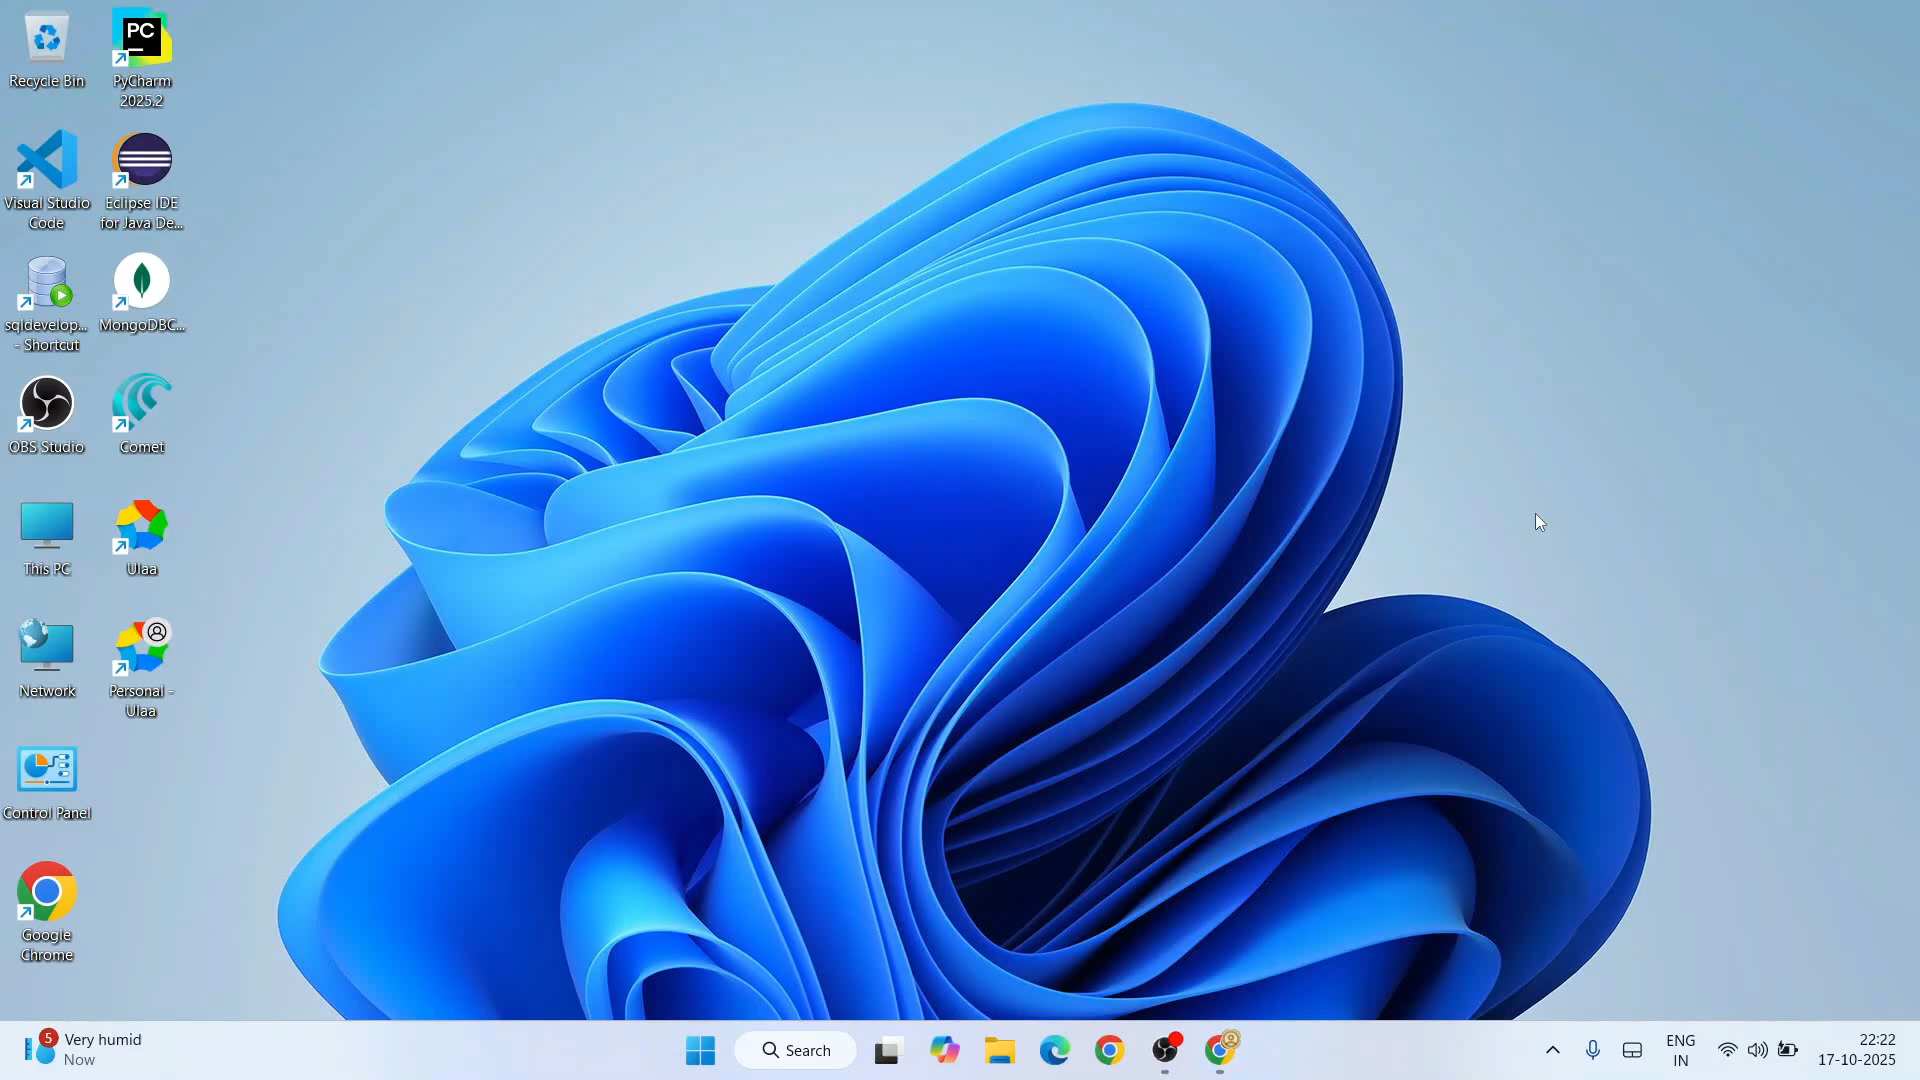 Recycle Bin
PC
PyCharm
2025.2
Visual Studio
Code
Eclipse IDE
for Java De...
sqldevelop...
- Shortcut
MongoDBC...
OBS Studio
Comet
This PC
Ulaa
Network
Personal -
Ulaa
Control Panel
Google
Chrome
5
Very humid
Now
Search
ENG
IN
22:22
17-10-2025